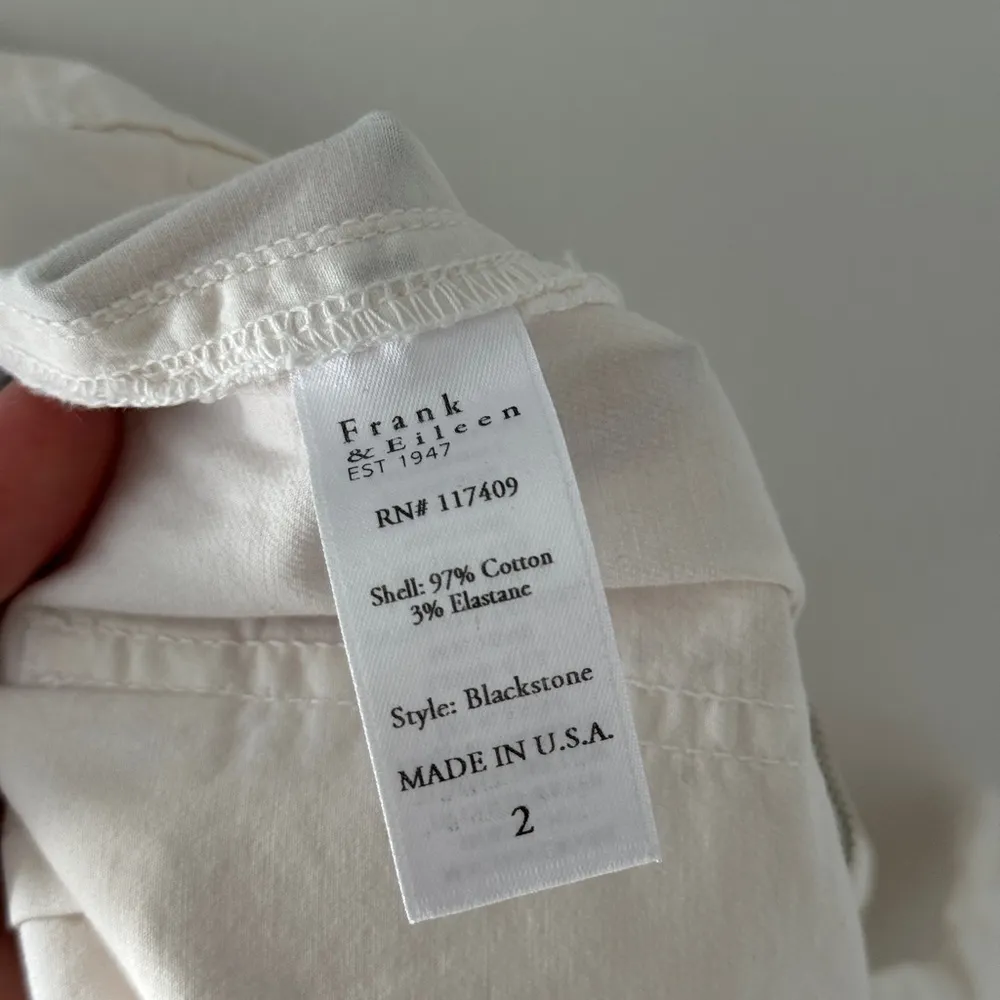 Frank
& Eileen
EST 1947
RN# 117409
Shell: 97% Cotton
3% Elastane
Style: Blackstone
MADE IN U.S.A.
2